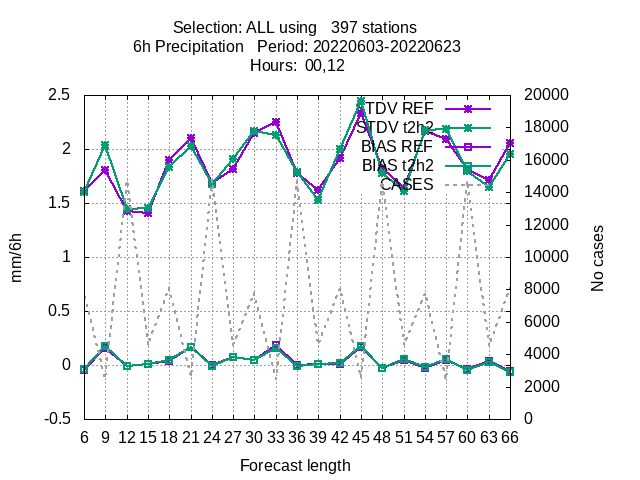 Selection: ALL using   397 stations
6h Precipitation   Period: 20220603-20220623
Hours:  00,12
2.5
2
1.5
1
0.5
0
-0.5
mm/6h
20000
18000
16000
14000
12000
10000
8000
6000
4000
2000
0
No cases
STDV REF
STDV t2h2
BIAS REF
BIAS t2h2
CASES
6 9 12 15 18 21 24 27 30 33 36 39 42 45 48 51 54 57 60 63 66
Forecast length